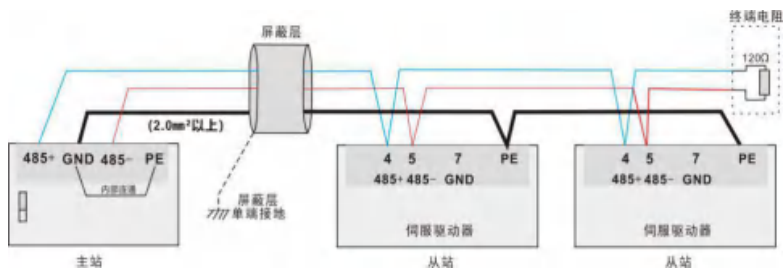 终端电阻
屏蔽层
120Ω
(2.0mm²以上)
485+ GND 485- PE
内部连通
4 5 7 PE
485+ 485- GND
4 5 7 PE
485+ 485- GND
屏蔽层
单端接地
伺服驱动器
伺服驱动器
主站
从站
从站